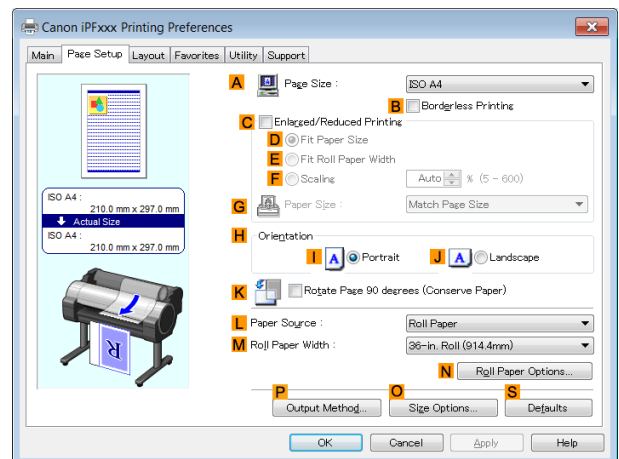 Canon iPFxxx Printing Preferences
Main Page Setup Layout Favorites Utility Support
A Page Size : ISO A4
B Borderless Printing
C Enlarged/Reduced Printing
D Fit Paper Size
E Fit Roll Paper Width
F Scaling Auto % (5 - 600)
G Paper Size : Match Page Size
ISO A4 :
210.0 mm x 297.0 mm
Actual Size
ISO A4 :
210.0 mm x 297.0 mm
H Orientation
I A Portrait J A Landscape
K Rotate Page 90 degrees (Conserve Paper)
L Paper Source : Roll Paper
M Roll Paper Width : 36-in. Roll (914.4mm)
N Roll Paper Options...
P O S
Output Method... Size Options... Defaults
OK Cancel Apply Help
R